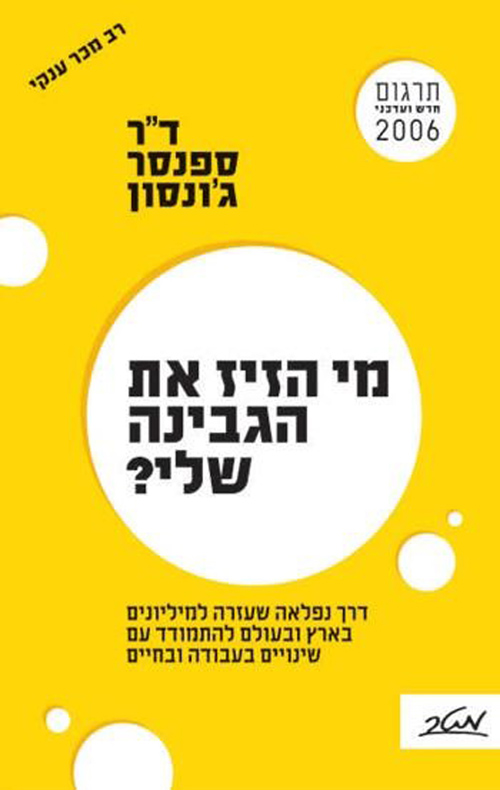 רב מכר ענקי
תרגום
חדש ועדכני
2006
ד"ר
ספנסר
ג'ונסון
מי הזיז את
הגבינה
שלי?
דרך נפלאה שעזרה למיליונים
בארץ ובעולם להתמודד עם
שינויים בעבודה ובחיים
מטר